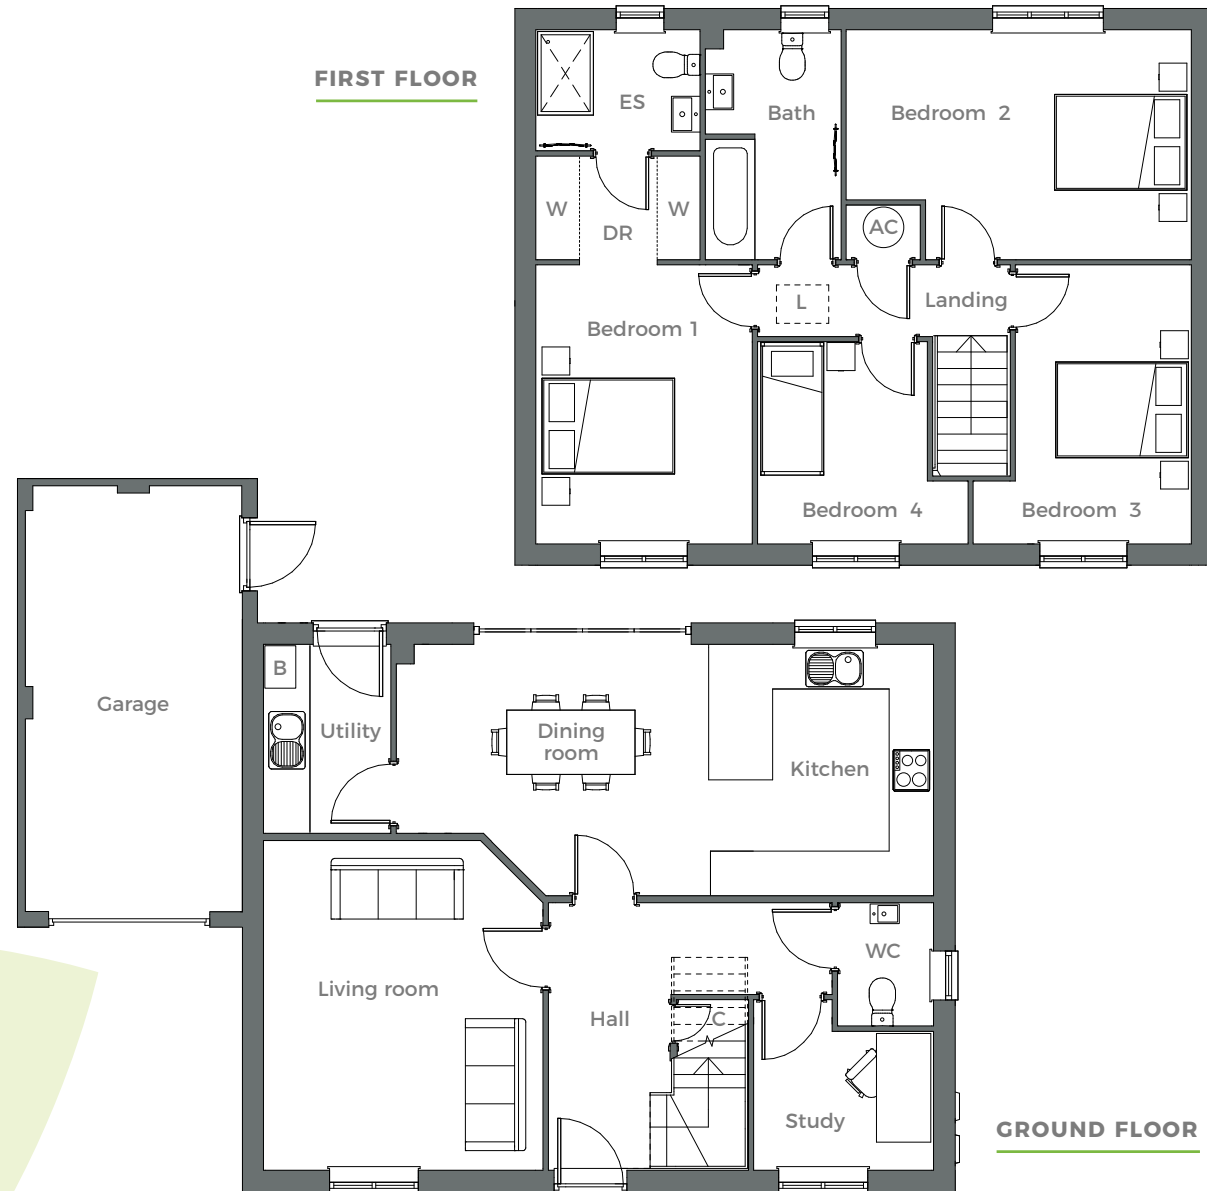 FIRST FLOOR
ES
Bath
Bedroom 2
W
W
DR
AC
L
Landing
Bedroom 1
Bedroom 4
Bedroom 3
B
Garage
Utility
Dining
room
Kitchen
WC
Living room
Hall
C
Study
GROUND FLOOR